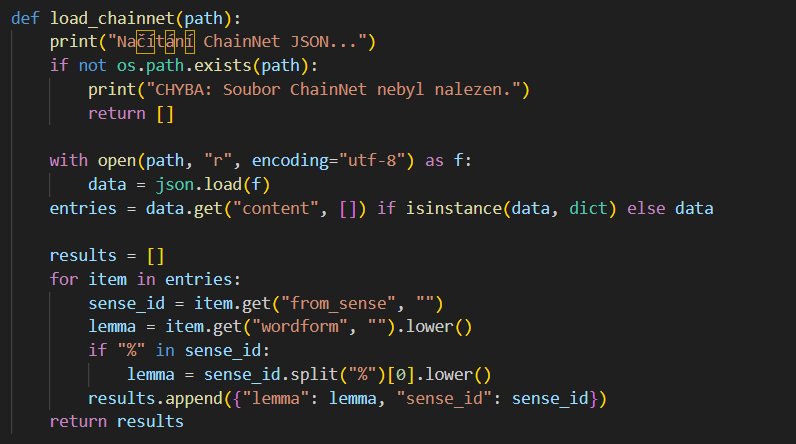 def load_chainnet(path):
    print("Načítání ChainNet JSON...")
    if not os.path.exists(path):
        print("CHYBA: Soubor ChainNet nebyl nalezen.")
        return []

    with open(path, "r", encoding="utf-8") as f:
        data = json.load(f)
    entries = data.get("content", []) if isinstance(data, dict) else data

    results = []
    for item in entries:
        sense_id = item.get("from_sense", "")
        lemma = item.get("wordform", "").lower()
        if "%" in sense_id:
            lemma = sense_id.split("%")[0].lower()
        results.append({"lemma": lemma, "sense_id": sense_id})
    return results